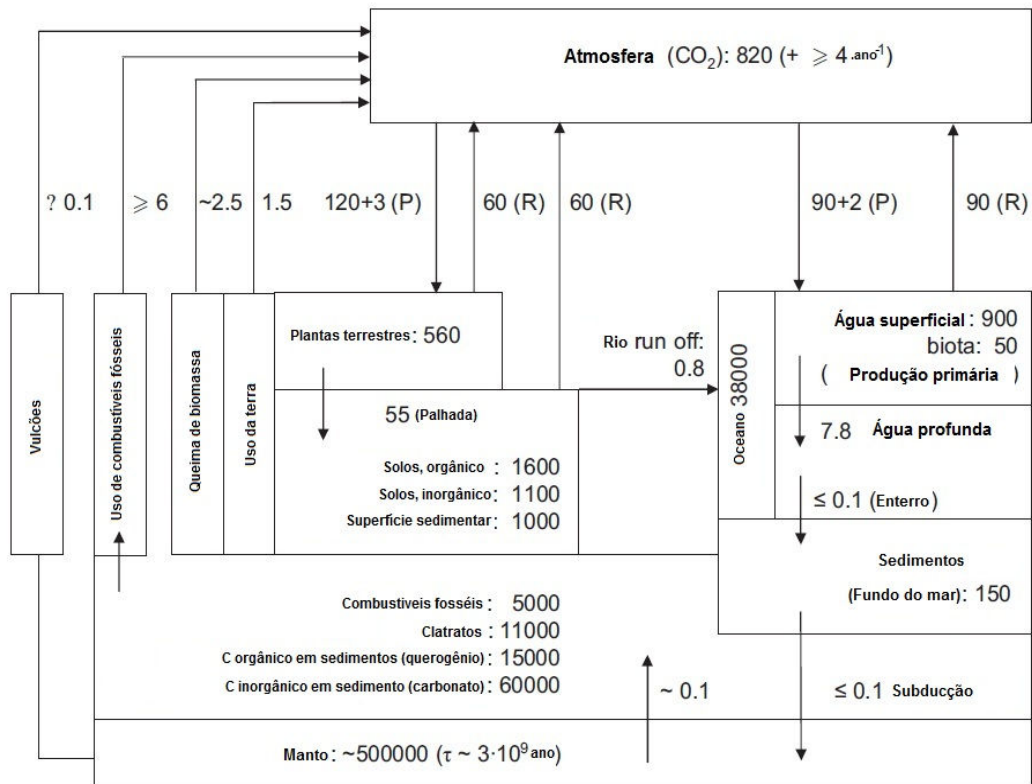 Atmosfera (CO₂): 820 (+ ⩾ 4 .ano⁻¹)
? 0.1
⩾ 6
~2.5
1.5
120+3 (P)
60 (R)
60 (R)
90+2 (P)
90 (R)
Vulcões
Uso de combustíveis fósseis
Queima de biomassa
Uso da terra
Plantas terrestres : 560
55 (Palhada)
Solos, orgânico : 1600
Solos, inorgânico : 1100
Superfície sedimentar : 1000
Rio run off:
0.8
Oceano 38000
Água superficial : 900
biota: 50
( Produção primária )
7.8 Água profunda
≤ 0.1 (Enterro)
Sedimentos
(Fundo do mar): 150
Combustíveis fosséis : 5000
Clatratos : 11000
C orgânico em sedimentos (querogênio) : 15000
C inorgânico em sedimento (carbonato) : 60000
~ 0.1
≤ 0.1 Subducção
Manto : ~500000 (τ ~ 3·10⁹ ano)